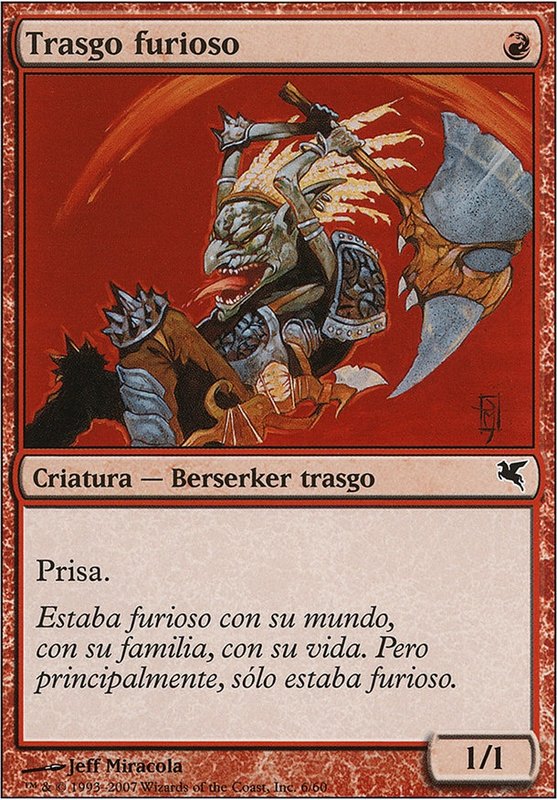 Trasgo furioso
Criatura — Berserker trasgo
Prisa.
Estaba furioso con su mundo,
con su familia, con su vida. Pero
principalmente, sólo estaba furioso.
1/1
Jeff Miracola
™ & © 1993-2007 Wizards of the Coast, Inc. 6/60